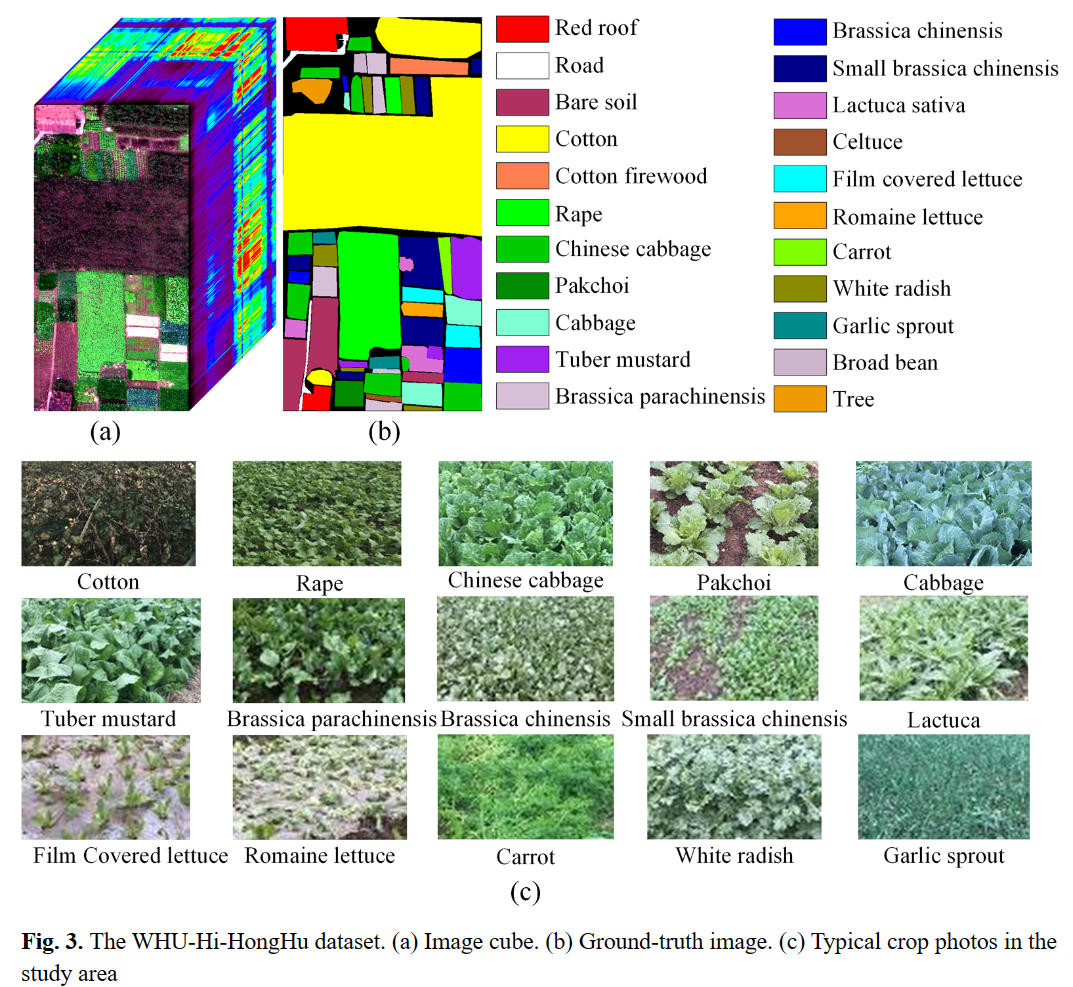 Red roof
Road
Bare soil
Cotton
Cotton firewood
Rape
Chinese cabbage
Pakchoi
Cabbage
Tuber mustard
Brassica parachinensis
Brassica chinensis
Small brassica chinensis
Lactuca sativa
Celtuce
Film covered lettuce
Romaine lettuce
Carrot
White radish
Garlic sprout
Broad bean
Tree
(a)
(b)
Cotton
Rape
Chinese cabbage
Pakchoi
Cabbage
Tuber mustard
Brassica parachinensis
Brassica chinensis
Small brassica chinensis
Lactuca
Film Covered lettuce
Romaine lettuce
Carrot
White radish
Garlic sprout
(c)
Fig. 3. The WHU-Hi-HongHu dataset. (a) Image cube. (b) Ground-truth image. (c) Typical crop photos in the
study area